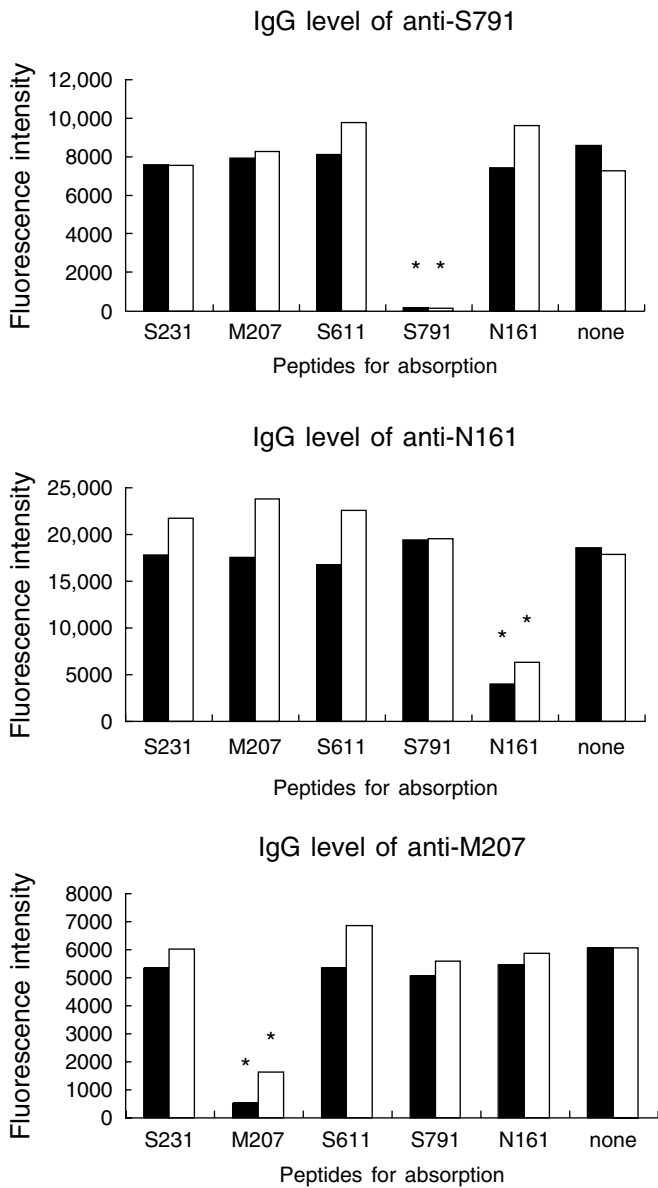 IgG level of anti-S791
Fluorescence intensity
12,000
10,000
8000
6000
4000
2000
0
* *
S231 M207 S611 S791 N161 none
Peptides for absorption
IgG level of anti-N161
Fluorescence intensity
25,000
20,000
15,000
10,000
5000
0
* *
S231 M207 S611 S791 N161 none
Peptides for absorption
IgG level of anti-M207
Fluorescence intensity
8000
7000
6000
5000
4000
3000
2000
1000
0
* *
S231 M207 S611 S791 N161 none
Peptides for absorption